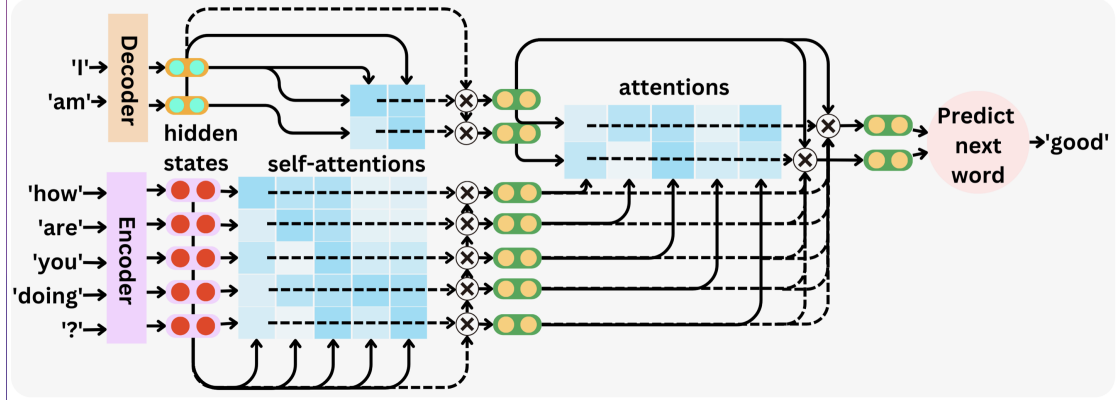 Decoder
'I'
'am'
hidden
states
self-attentions
attentions
Encoder
'how'
'are'
'you'
'doing'
'?'
Predict
next
word
'good'